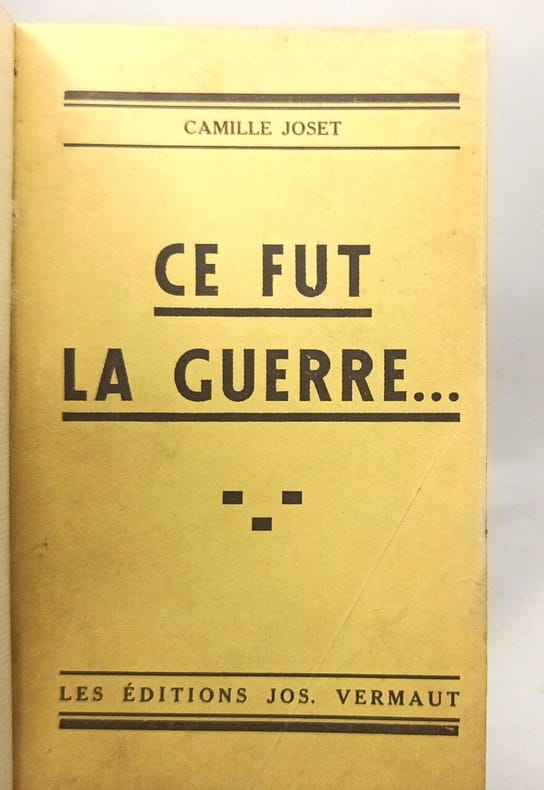 CAMILLE JOSET
CE FUT
LA GUERRE...
LES ÉDITIONS JOS. VERMAUT